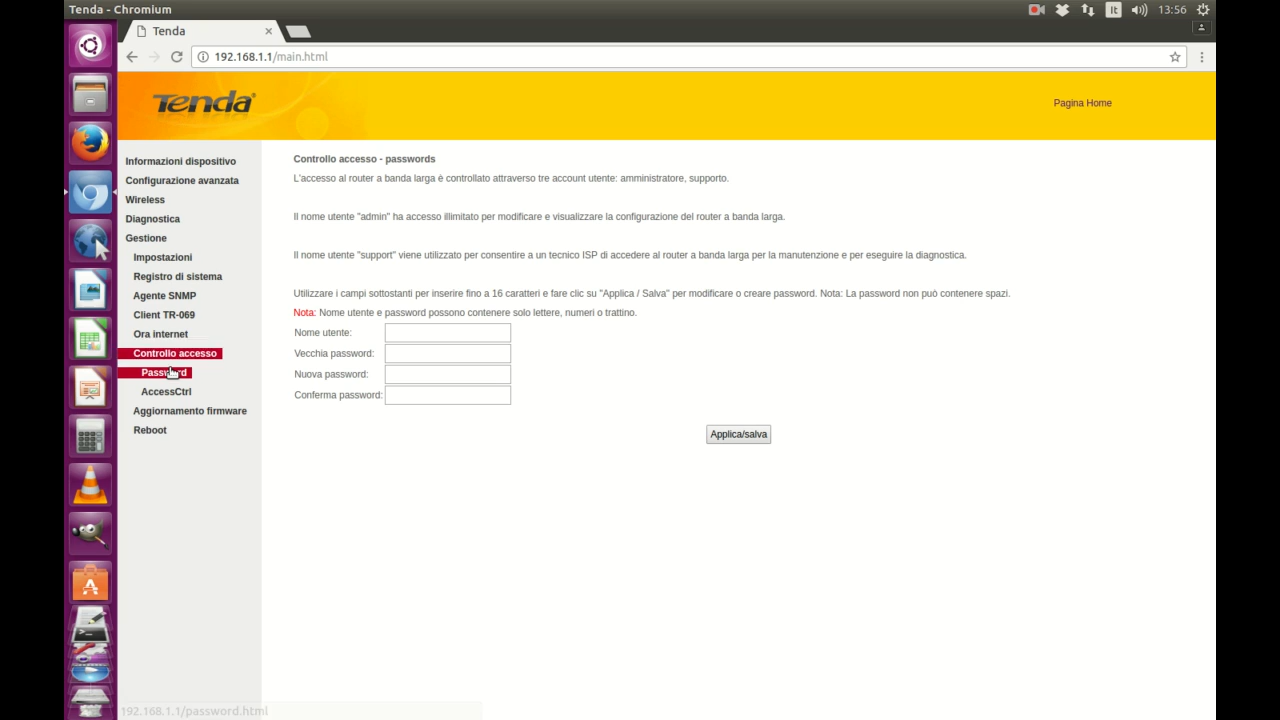 Tenda - Chromium
It
13:56
Tenda
192.168.1.1/main.html
Tenda
Pagina Home
Informazioni dispositivo
Configurazione avanzata
Wireless
Diagnostica
Gestione
Impostazioni
Registro di sistema
Agente SNMP
Client TR-069
Ora internet
Controllo accesso
Password
AccessCtrl
Aggiornamento firmware
Reboot
Controllo accesso - passwords
L'accesso al router a banda larga è controllato attraverso tre account utente: amministratore, supporto.
Il nome utente "admin" ha accesso illimitato per modificare e visualizzare la configurazione del router a banda larga.
Il nome utente "support" viene utilizzato per consentire a un tecnico ISP di accedere al router a banda larga per la manutenzione e per eseguire la diagnostica.
Utilizzare i campi sottostanti per inserire fino a 16 caratteri e fare clic su "Applica / Salva" per modificare o creare password. Nota: La password non può contenere spazi.
Nota: Nome utente e password possono contenere solo lettere, numeri o trattino.
Nome utente:
Vecchia password:
Nuova password:
Conferma password:
Applica/salva
192.168.1.1/password.html